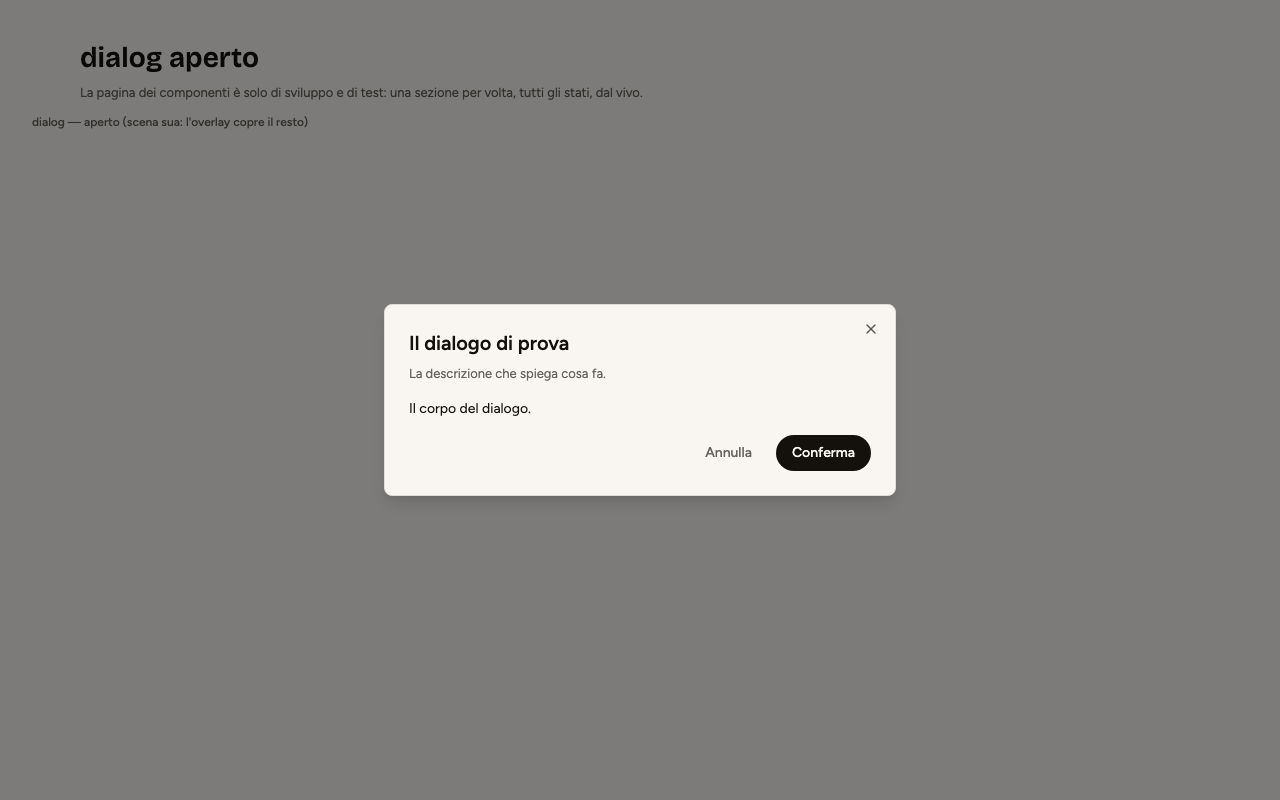 dialog aperto
La pagina dei componenti è solo di sviluppo e di test: una sezione per volta, tutti gli stati, dal vivo.
dialog — aperto (scena sua: l'overlay copre il resto)
Il dialogo di prova
La descrizione che spiega cosa fa.
Il corpo del dialogo.
Annulla
Conferma